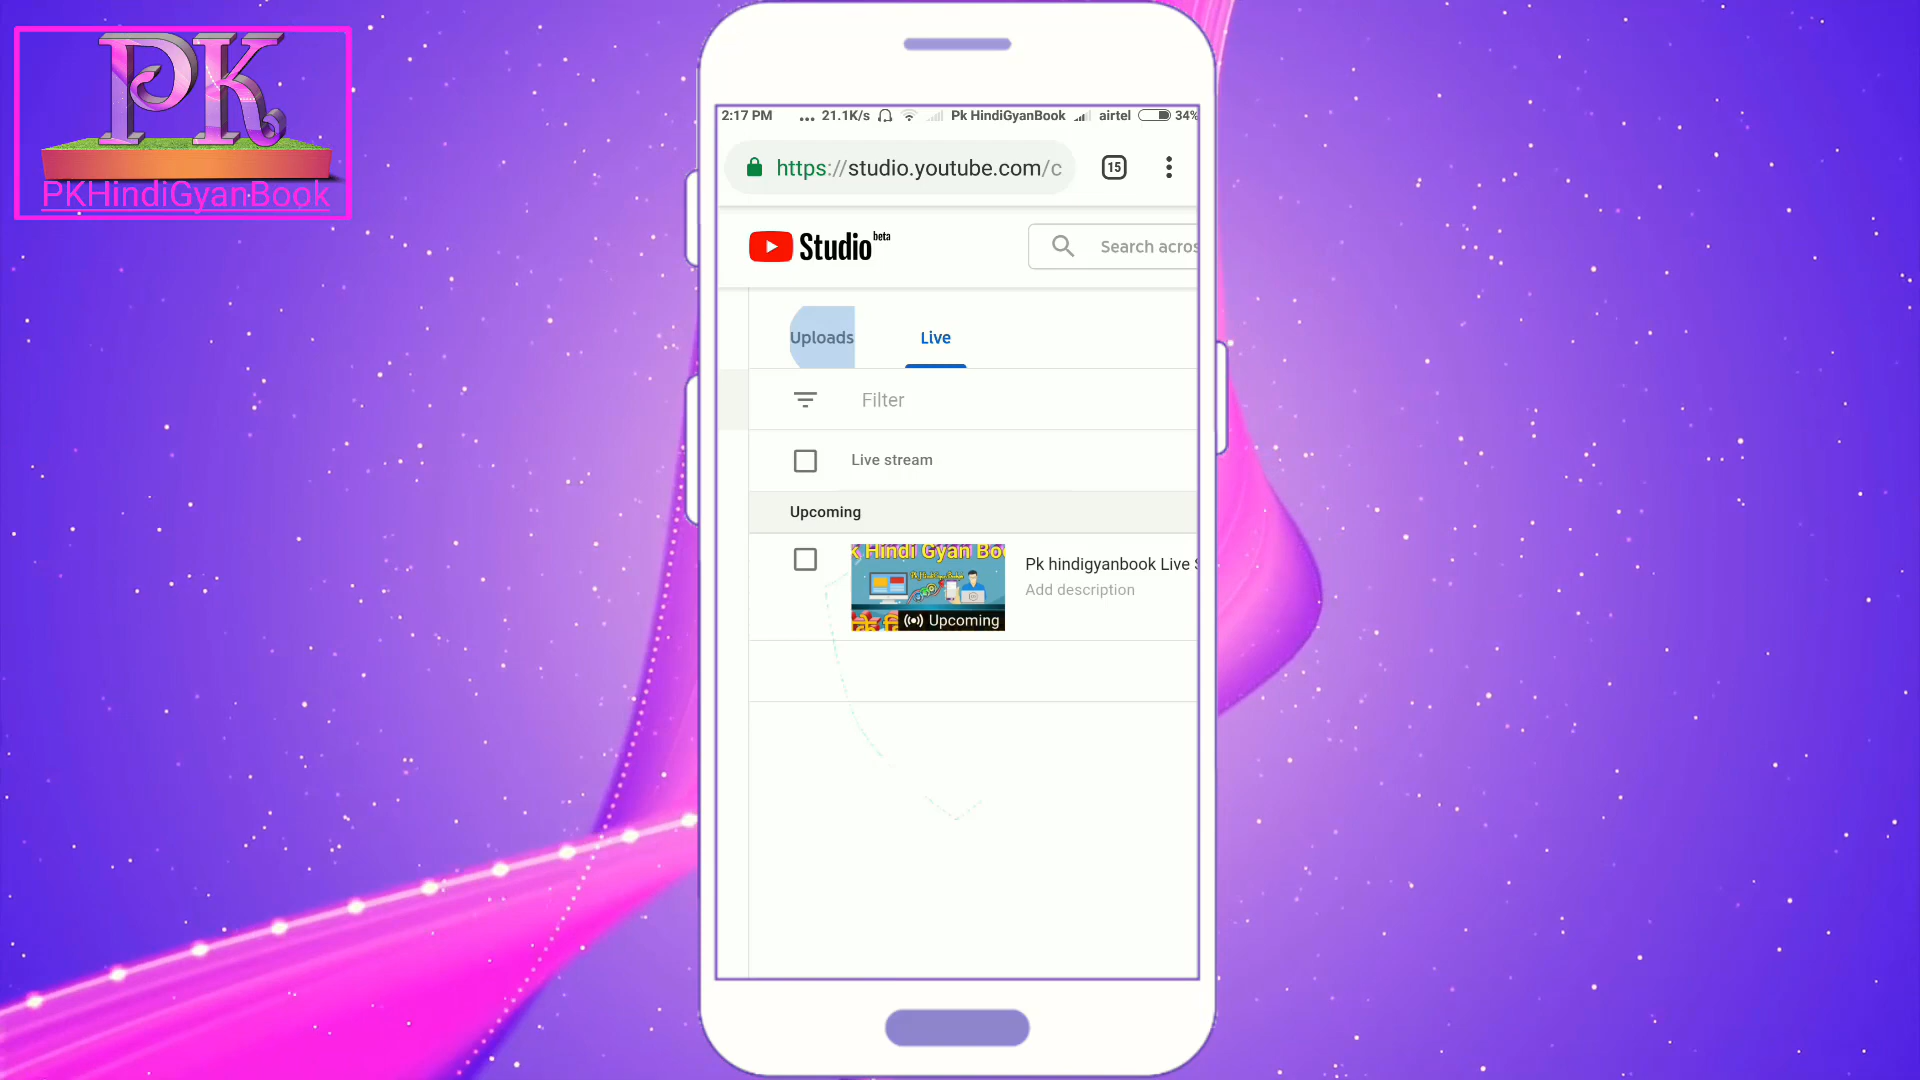 PK
PKHindiGyanBook
2:17 PM ... 21.1K/s Pk HindiGyanBook airtel 34%
https://studio.youtube.com/c 15
Studio beta
Search acros
Uploads Live
Filter
Live stream
Upcoming
k Hindi Gyan Boo
Pk hindigyanbook Live S
Add description
Upcoming